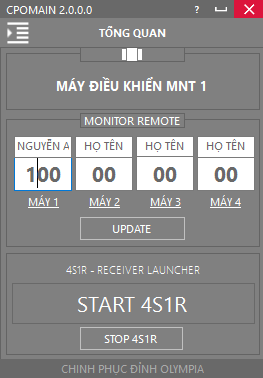 CPOMAIN 2.0.0.0 ?
TỔNG QUAN
MÁY ĐIỀU KHIỂN MNT 1
MONITOR REMOTE
NGUYỄN A HỌ TÊN HỌ TÊN HỌ TÊN
100 00 00 00
MÁY 1 MÁY 2 MÁY 3 MÁY 4
UPDATE
4S1R - RECEIVER LAUNCHER
START 4S1R
STOP 4S1R
CHINH PHỤC ĐỈNH OLYMPIA